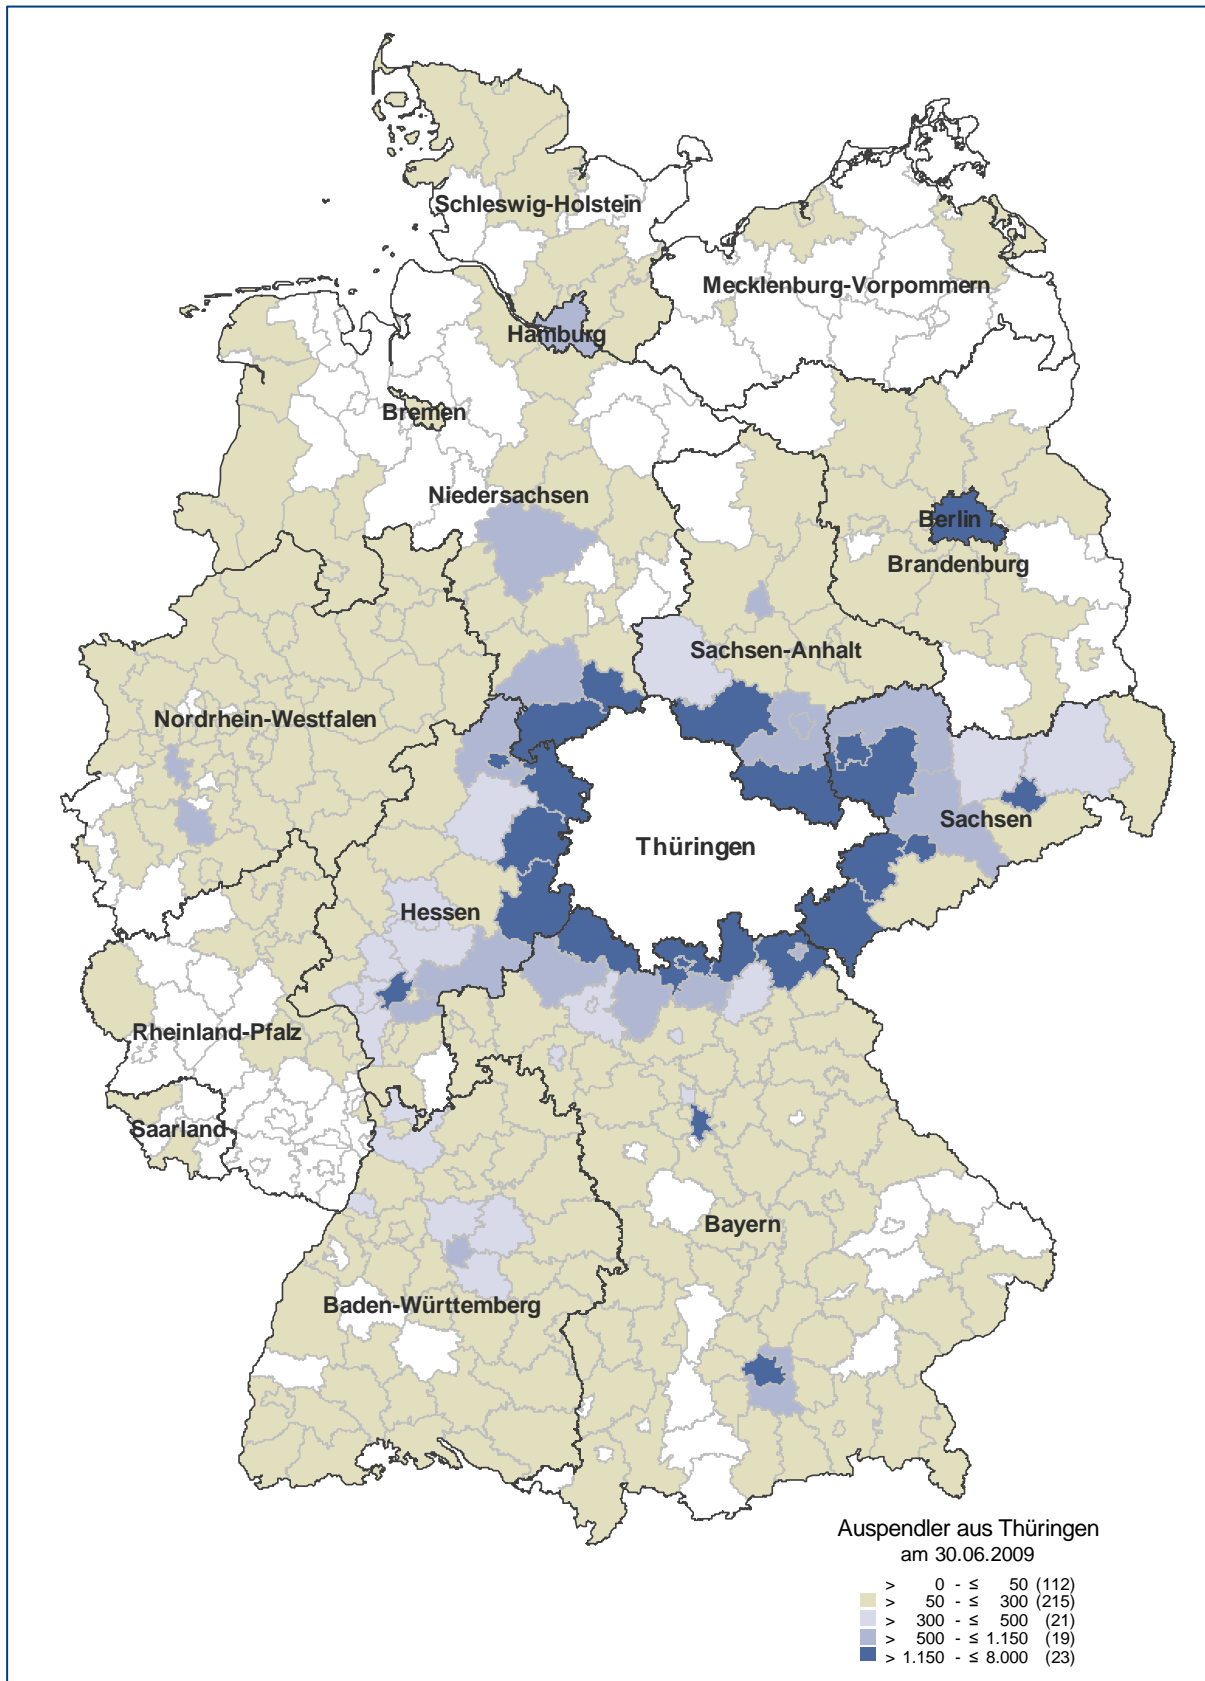 Schleswig-Holstein
Mecklenburg-Vorpommern
Hamburg
Bremen
Niedersachsen
Berlin
Brandenburg
Sachsen-Anhalt
Nordrhein-Westfalen
Sachsen
Thüringen
Hessen
Rheinland-Pfalz
Saarland
Bayern
Baden-Württemberg
Auspendler aus Thüringen
am 30.06.2009
> 0 - ≤ 50 (112)
> 50 - ≤ 300 (215)
> 300 - ≤ 500 (21)
> 500 - ≤ 1.150 (19)
> 1.150 - ≤ 8.000 (23)